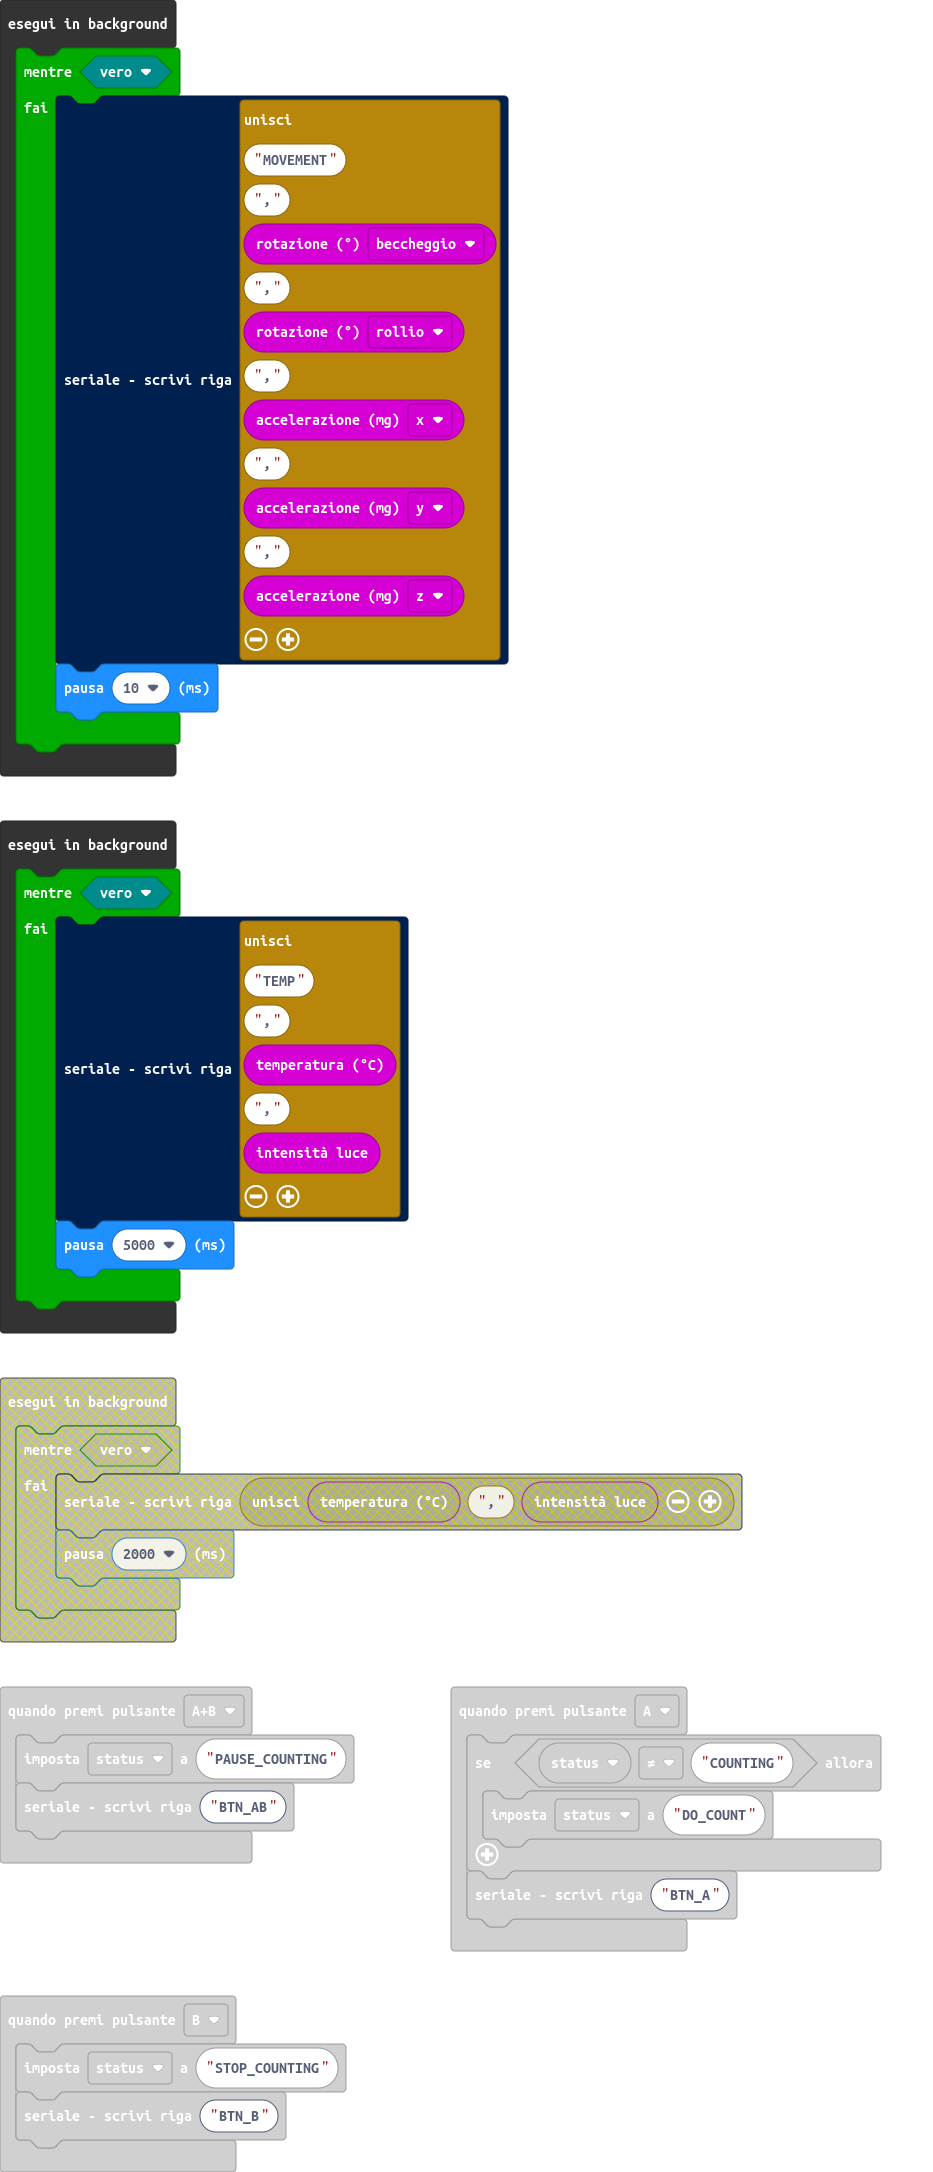 esegui in background
mentre vero
fai
unisci
"MOVEMENT"
","
rotazione (°) beccheggio
","
rotazione (°) rollio
","
seriale - scrivi riga
accelerazione (mg) x
","
accelerazione (mg) y
","
accelerazione (mg) z
pausa 10 (ms)
esegui in background
mentre vero
fai
unisci
"TEMP"
","
temperatura (°C)
seriale - scrivi riga
","
intensità luce
pausa 5000 (ms)
esegui in background
mentre vero
fai
seriale - scrivi riga unisci temperatura (°C) "," intensità luce
pausa 2000 (ms)
quando premi pulsante A+B
imposta status a "PAUSE_COUNTING"
seriale - scrivi riga "BTN_AB"
quando premi pulsante A
se status ≠ "COUNTING" allora
imposta status a "DO_COUNT"
seriale - scrivi riga "BTN_A"
quando premi pulsante B
imposta status a "STOP_COUNTING"
seriale - scrivi riga "BTN_B"